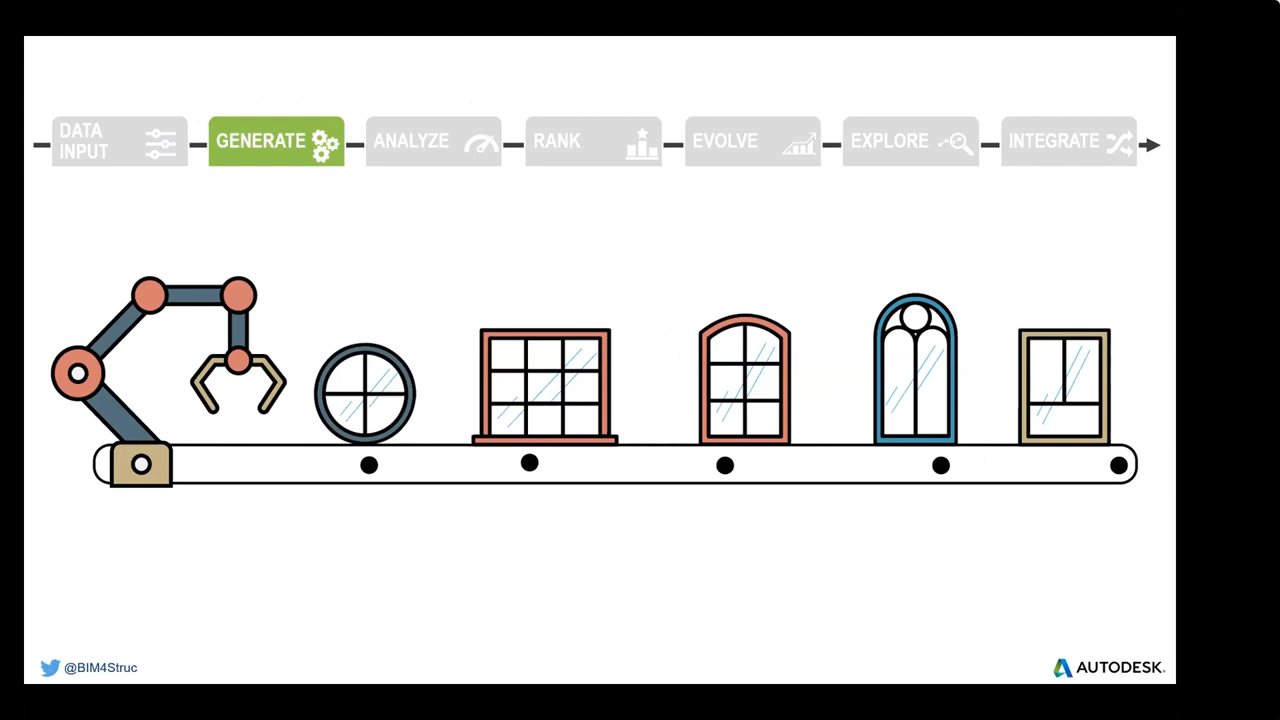 DATA
INPUT
GENERATE
ANALYZE
RANK
EVOLVE
EXPLORE
INTEGRATE
@BIM4Struc
AUTODESK.